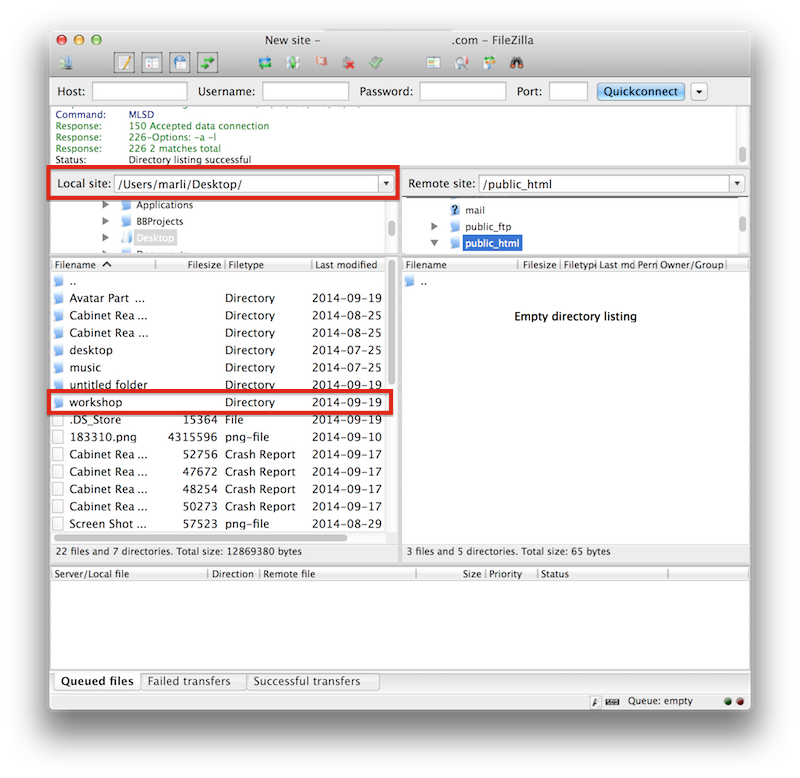 New site – .com – FileZilla
Host: Username: Password: Port: Quickconnect
Command: MLSD
Response: 150 Accepted data connection
Response: 226-Options: -a -l
Response: 226 2 matches total
Status: Directory listing successful
Local site: /Users/marli/Desktop/
Remote site: /public_html
Applications
BBProjects
Desktop
mail
public_ftp
public_html
Filename Filesize Filetype Last modified
..
Avatar Part ... Directory 2014-09-19
Cabinet Rea ... Directory 2014-08-25
Cabinet Rea ... Directory 2014-08-25
desktop Directory 2014-07-25
music Directory 2014-07-25
untitled folder Directory 2014-09-19
workshop Directory 2014-09-19
.DS_Store 15364 File 2014-09-19
183310.png 4315596 png-file 2014-09-10
Cabinet Rea ... 52756 Crash Report 2014-09-17
Cabinet Rea ... 47672 Crash Report 2014-09-17
Cabinet Rea ... 48254 Crash Report 2014-09-17
Cabinet Rea ... 50273 Crash Report 2014-09-17
Screen Shot ... 57523 png-file 2014-08-29
22 files and 7 directories. Total size: 12869380 bytes
Filename Filesize Filetypε Last mo Perri Owner/Group
..
Empty directory listing
3 files and 5 directories. Total size: 65 bytes
Server/Local file Direction Remote file Size Priority Status
Queued files Failed transfers Successful transfers
Queue: empty